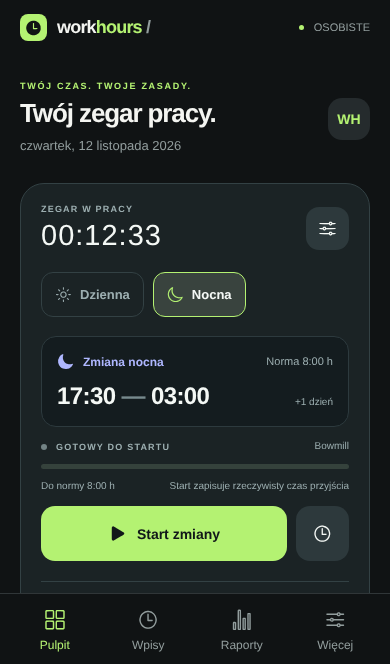 workhours /
OSOBISTE
TWÓJ CZAS. TWOJE ZASADY.
Twój zegar pracy.
WH
czwartek, 12 listopada 2026
ZEGAR W PRACY
00:12:33
Dzienna
Nocna
Zmiana nocna
Norma 8:00 h
17:30 — 03:00
+1 dzień
GOTOWY DO STARTU
Bowmill
Do normy 8:00 h
Start zapisuje rzeczywisty czas przyjścia
Start zmiany
Pulpit
Wpisy
Raporty
Więcej